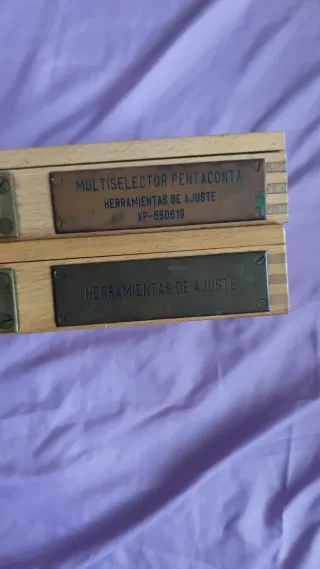 MULTISELECTOR PENTACONTA
HERRAMIENTAS DE AJUSTE
XP-550819
HERRAMIENTAS DE AJUSTE